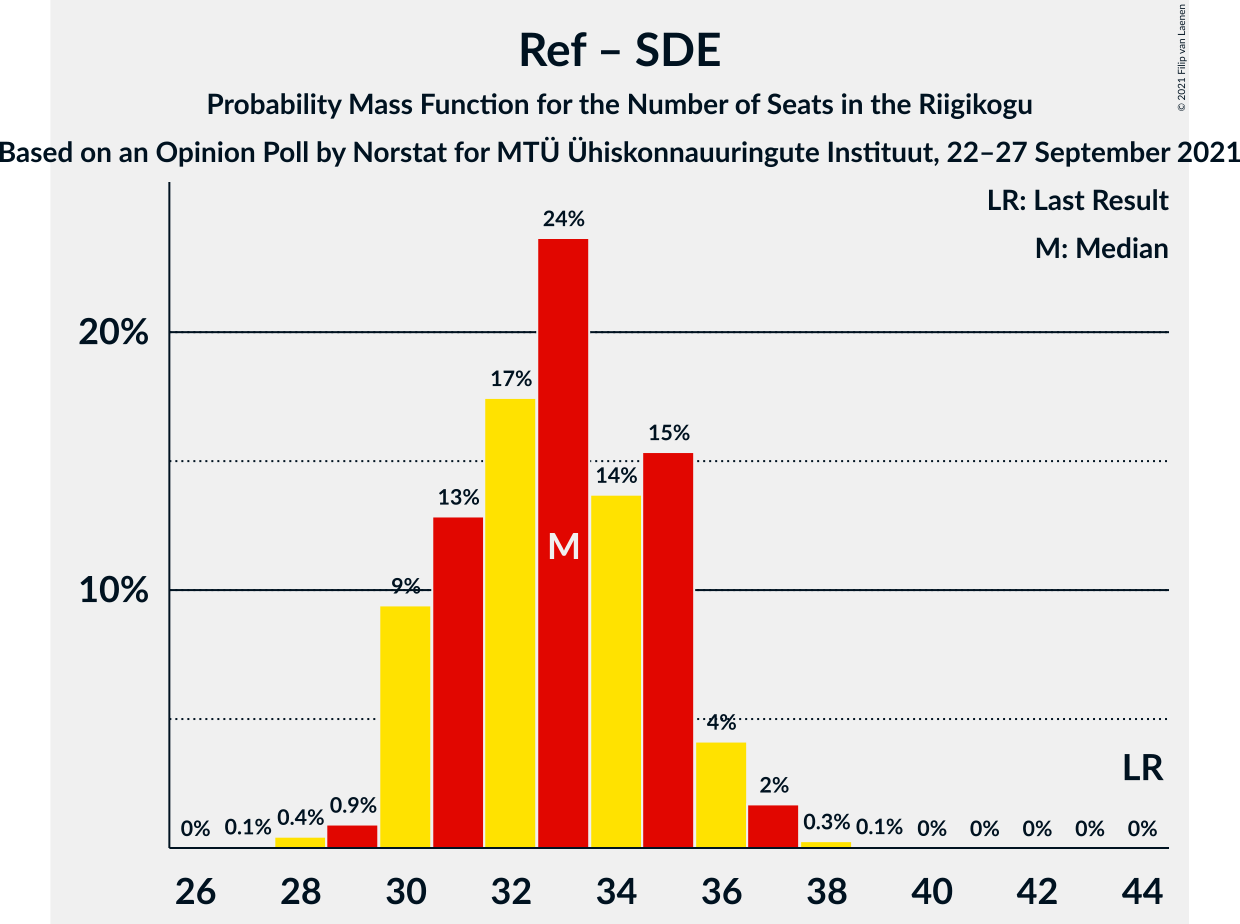 Ref – SDE
Probability Mass Function for the Number of Seats in the Riigikogu
Based on an Opinion Poll by Norstat for MTÜ Ühiskonnauuringute Instituut, 22–27 September 2021
© 2021 Filip van Laenen
LR: Last Result
M: Median
24%
20%
17%
15%
14%
13%
M
10%
9%
4%
LR
2%
0% 0.1% 0.4% 0.9% 0.3% 0.1% 0% 0% 0% 0% 0%
26 28 30 32 34 36 38 40 42 44